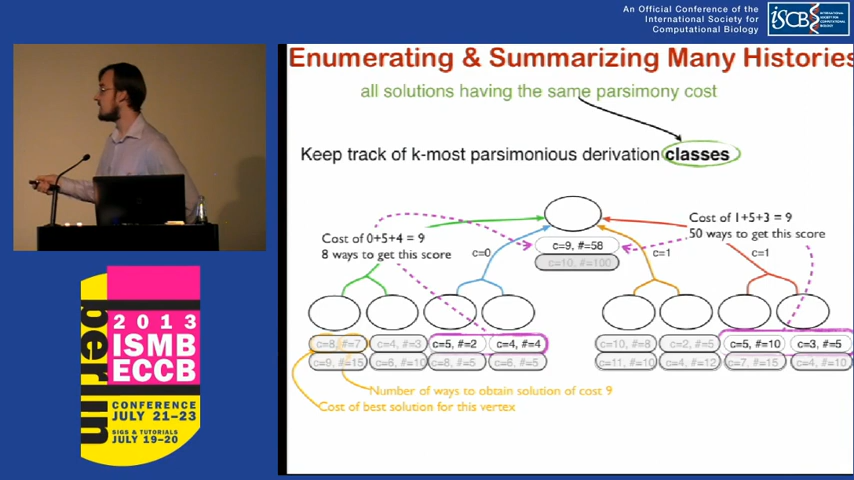 An Official Conference of the
International Society for
Computational Biology
iSCB
INTERNATIONAL
SOCIETY FOR
COMPUTATIONAL
BIOLOGY
Enumerating & Summarizing Many Histories
all solutions having the same parsimony cost
Keep track of k-most parsimonious derivation classes
Cost of 0+5+4 = 9
8 ways to get this score
c=0
c=9, #=58
c=10, #=100
c=1
Cost of 1+5+3 = 9
50 ways to get this score
c=1
c=8, #=7
c=4, #=3
c=5, #=2
c=4, #=4
c=10, #=8
c=2, #=5
c=5, #=10
c=3, #=5
c=9, #=15
c=6, #=10
c=8, #=5
c=6, #=5
c=11, #=10
c=4, #=12
c=7, #=15
c=4, #=10
Number of ways to obtain solution of cost 9
Cost of best solution for this vertex
berlin
2013
ISMB
ECCB
CONFERENCE
JULY 21–23
SIGS & TUTORIALS
JULY 19–20